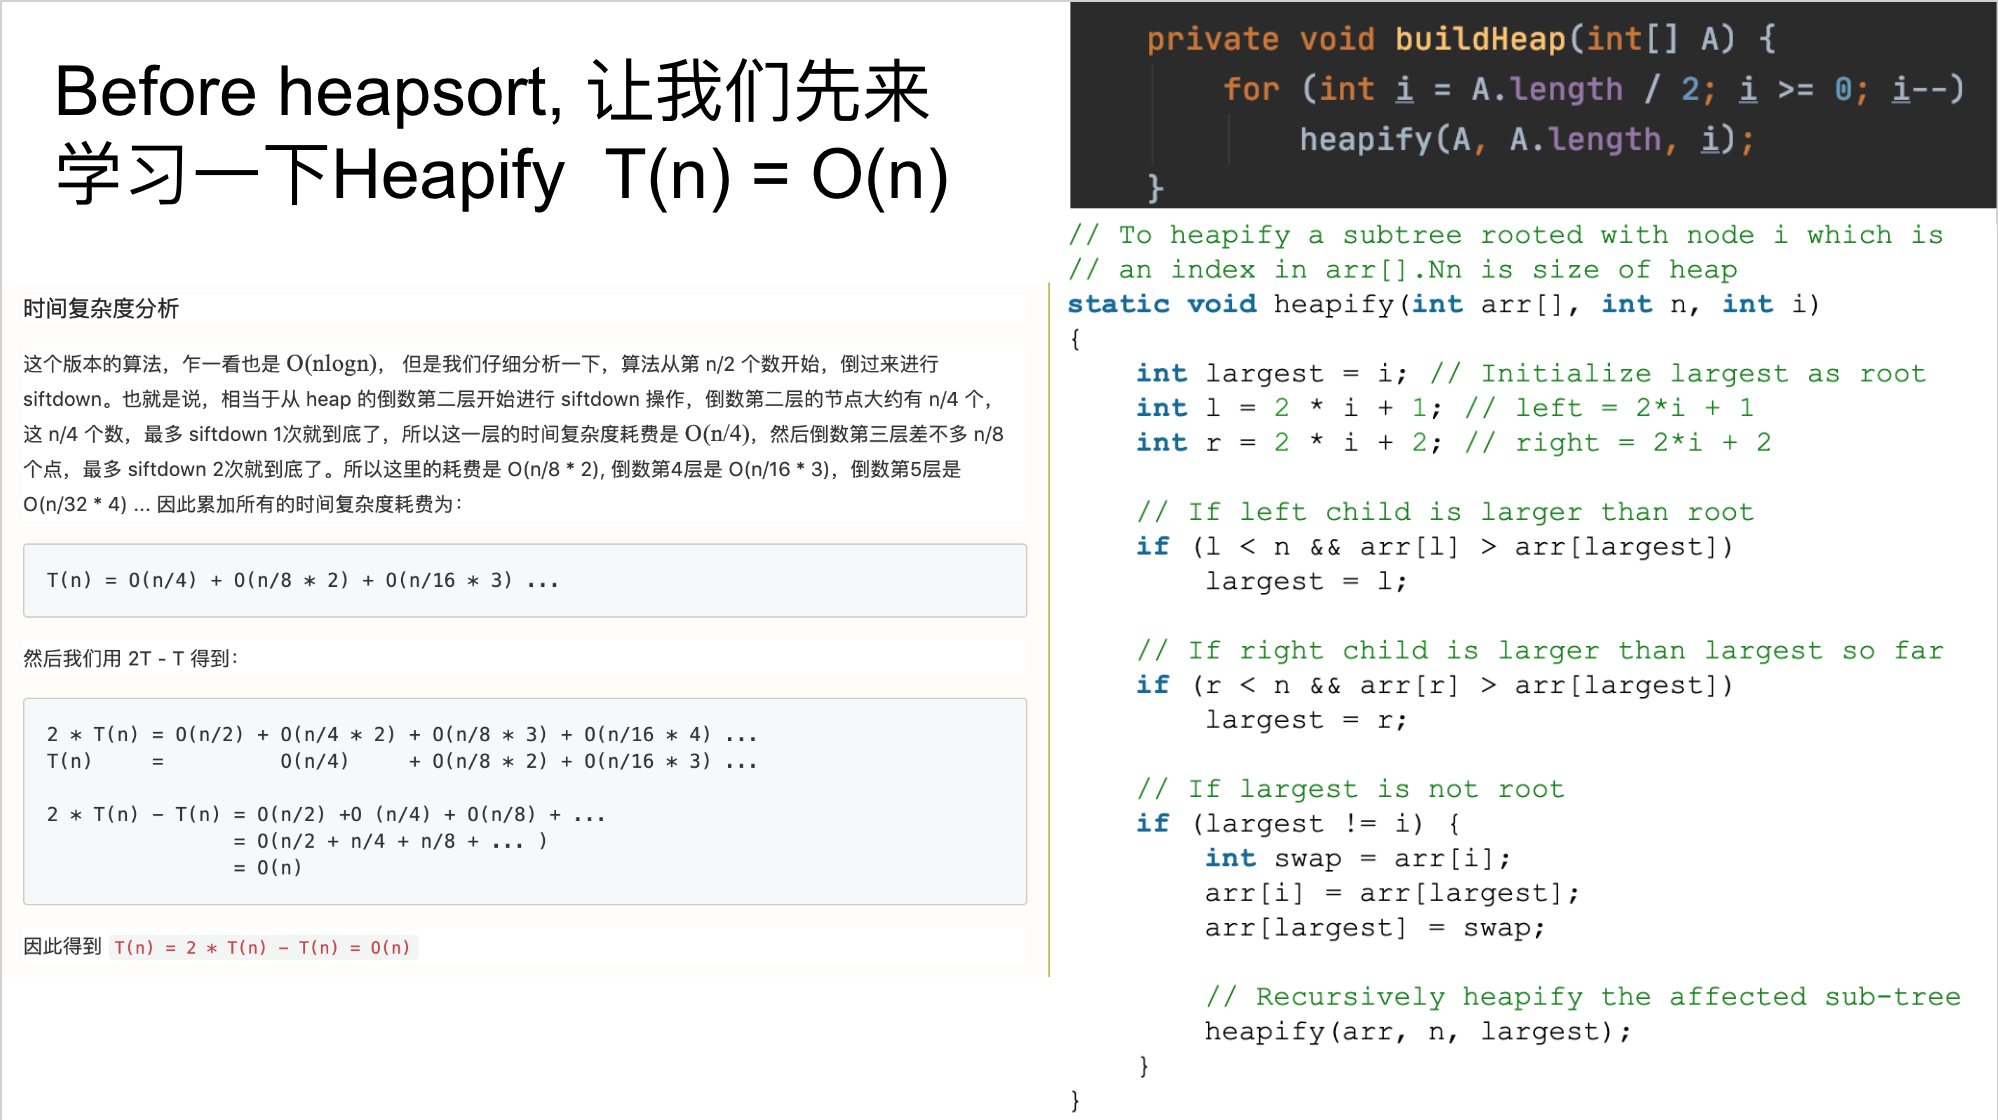 Before heapsort, 让我们先来
学习一下Heapify  T(n) = O(n)
时间复杂度分析
这个版本的算法，乍一看也是 O(nlogn)， 但是我们仔细分析一下，算法从第 n/2 个数开始，倒过来进行
siftdown。也就是说，相当于从 heap 的倒数第二层开始进行 siftdown 操作，倒数第二层的节点大约有 n/4 个，
这 n/4 个数，最多 siftdown 1次就到底了，所以这一层的时间复杂度耗费是 O(n/4)，然后倒数第三层差不多 n/8
个点，最多 siftdown 2次就到底了。所以这里的耗费是 O(n/8 * 2), 倒数第4层是 O(n/16 * 3)，倒数第5层是
O(n/32 * 4) ... 因此累加所有的时间复杂度耗费为：
T(n) = O(n/4) + O(n/8 * 2) + O(n/16 * 3) ...
然后我们用 2T - T 得到：
2 * T(n) = O(n/2) + O(n/4 * 2) + O(n/8 * 3) + O(n/16 * 4) ...
T(n)     =          O(n/4)     + O(n/8 * 2) + O(n/16 * 3) ...
2 * T(n) - T(n) = O(n/2) +O (n/4) + O(n/8) + ...
= O(n/2 + n/4 + n/8 + ... )
= O(n)
因此得到 T(n) = 2 * T(n) - T(n) = O(n)
private void buildHeap(int[] A) {
for (int i = A.length / 2; i >= 0; i--)
heapify(A, A.length, i);
}
// To heapify a subtree rooted with node i which is
// an index in arr[].Nn is size of heap
static void heapify(int arr[], int n, int i)
{
int largest = i; // Initialize largest as root
int l = 2 * i + 1; // left = 2*i + 1
int r = 2 * i + 2; // right = 2*i + 2
// If left child is larger than root
if (l < n && arr[l] > arr[largest])
largest = l;
// If right child is larger than largest so far
if (r < n && arr[r] > arr[largest])
largest = r;
// If largest is not root
if (largest != i) {
int swap = arr[i];
arr[i] = arr[largest];
arr[largest] = swap;
// Recursively heapify the affected sub-tree
heapify(arr, n, largest);
}
}